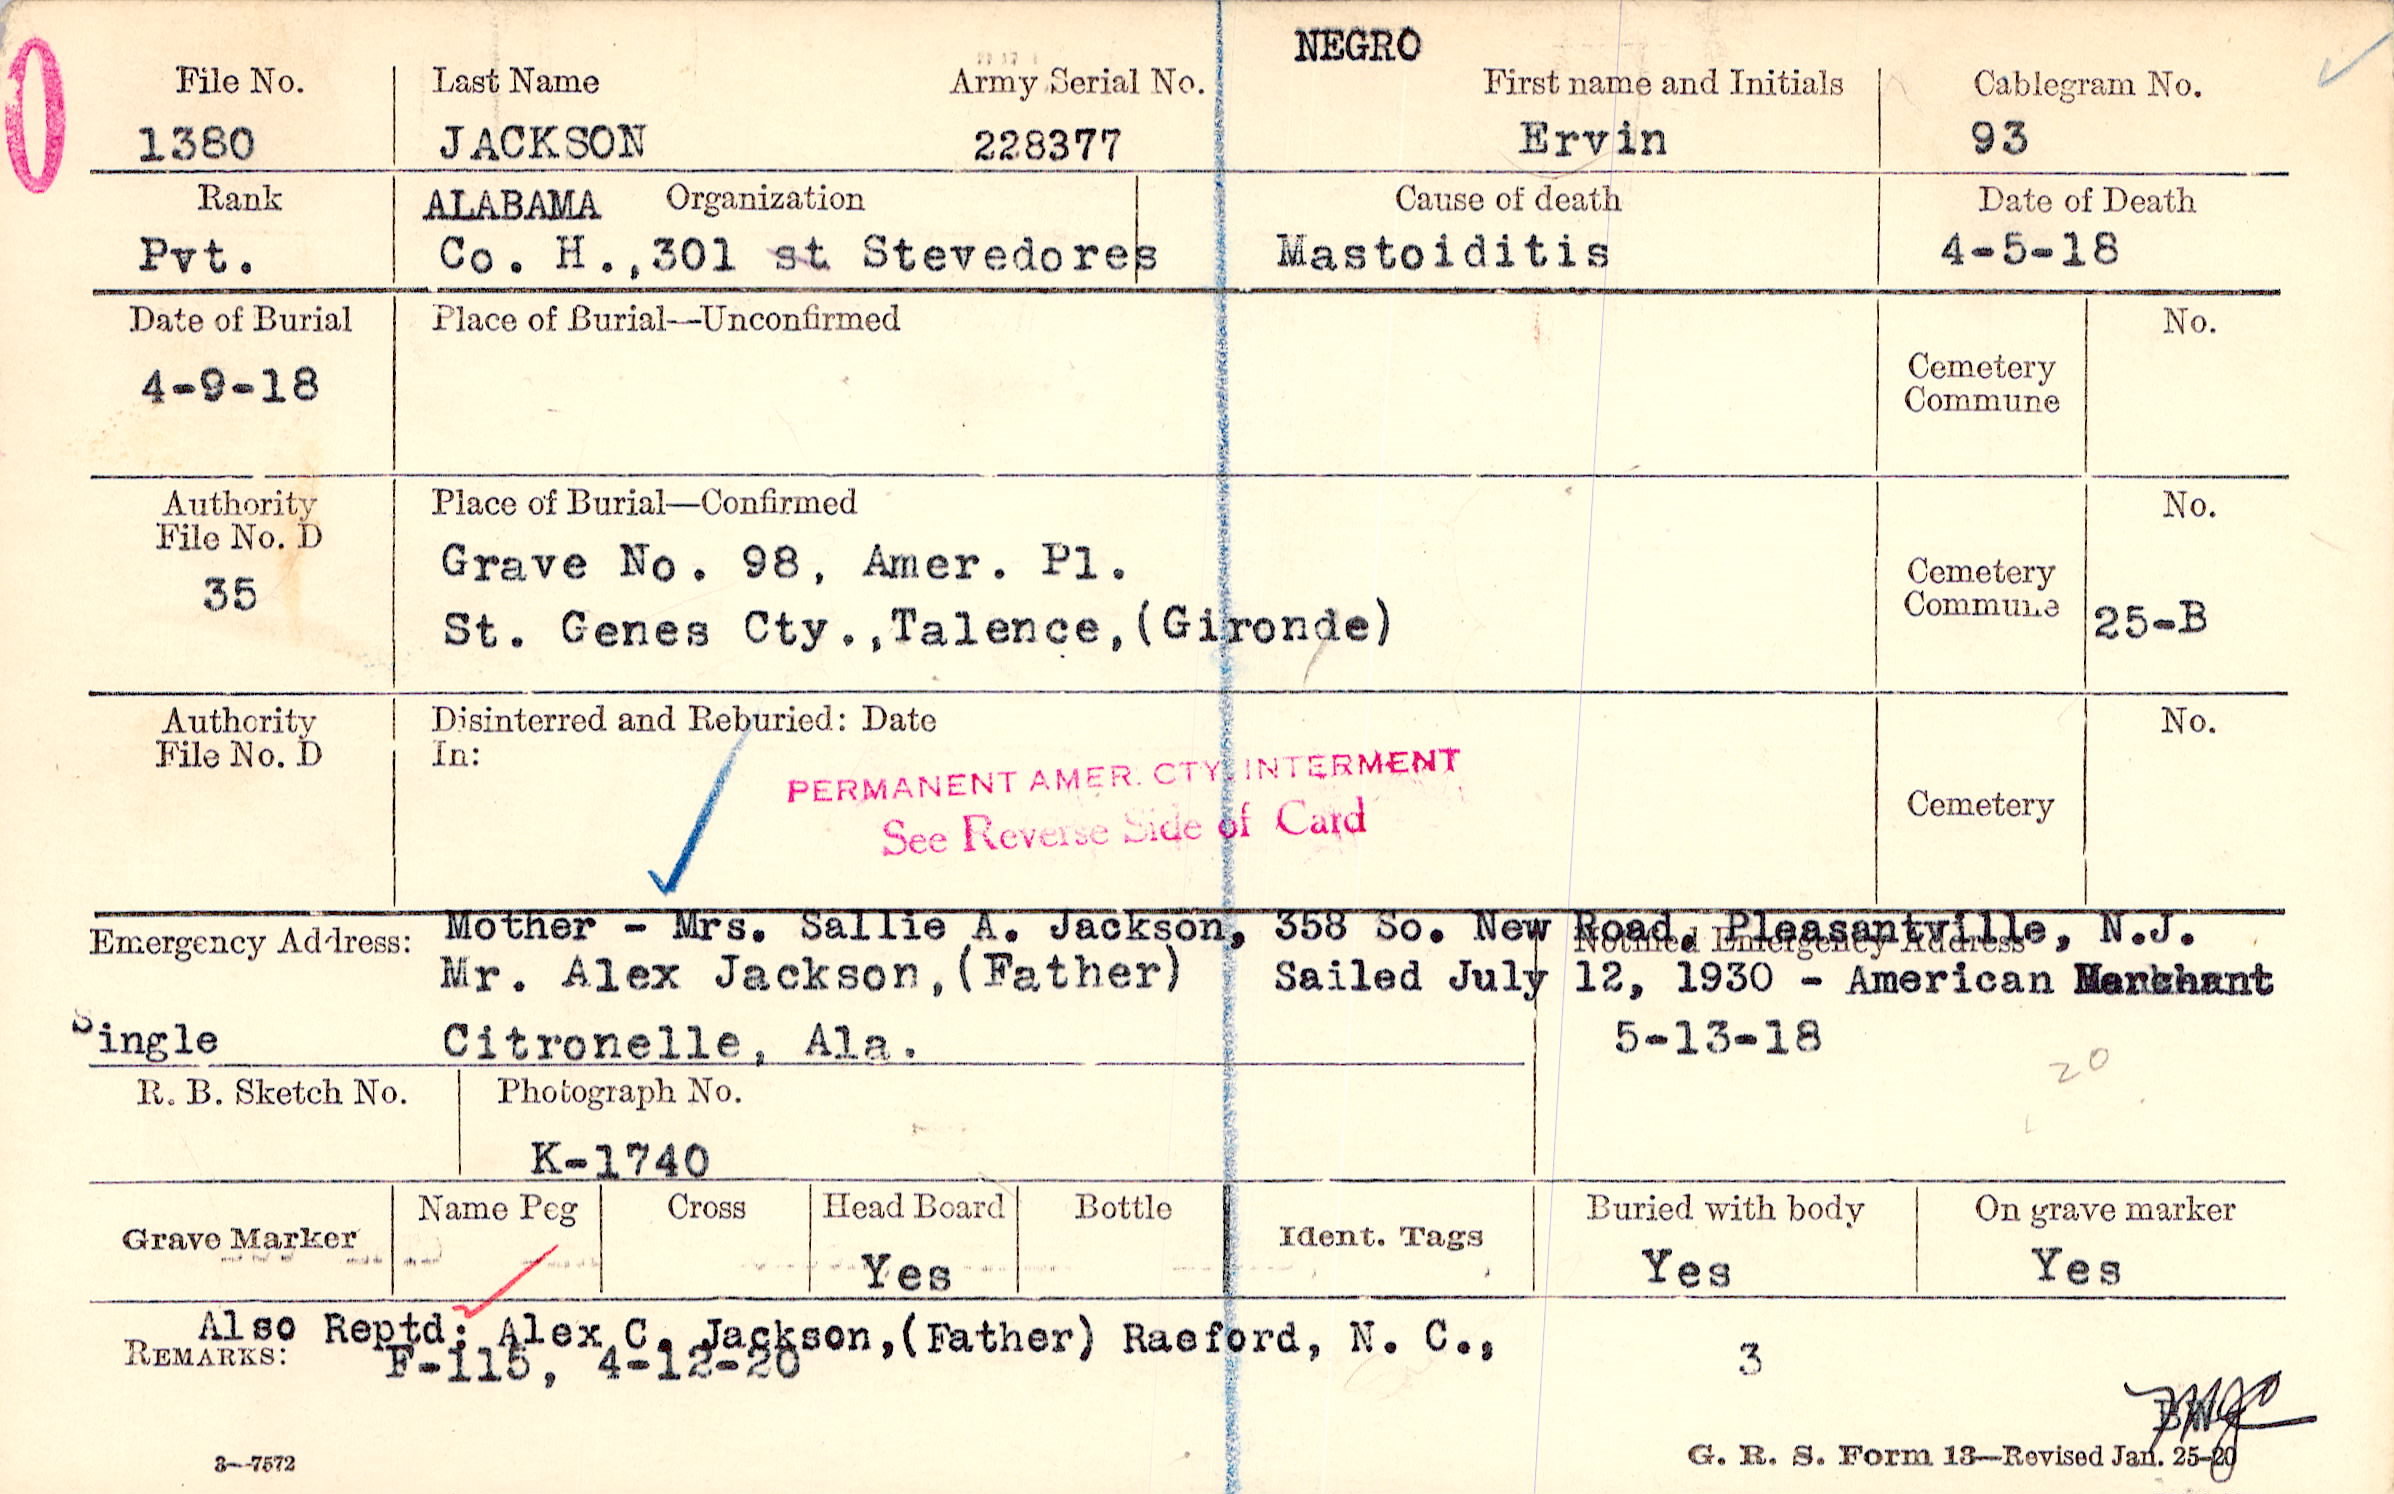 NEGRO
File No. Last Name Army Serial No. First name and Initials Cablegram No.
1380 JACKSON 228377 Ervin 93
Rank ALABAMA Organization Cause of death Date of Death
Pvt. Co. H.,301 st Stevedores Mastoiditis 4-5-18
Date of Burial Place of Burial—Unconfirmed No.
4-9-18 Cemetery
Commune
Authority Place of Burial—Confirmed No.
File No. D
35 Grave No. 98, Amer. Pl. Cemetery
St. Genes Cty.,Talence,(Gironde) Commune 25-B
Authority Disinterred and Reburied: Date No.
File No. D In:
PERMANENT AMER. CTY. INTERMENT
See Reverse Side of Card Cemetery
Mother - Mrs. Sallie A. Jackson, 358 So. New Road, Pleasantville, N.J.
Emergency Address: Notified Emergency Address
Mr. Alex Jackson,(Father) Sailed July 12, 1930 - American Merchant
Single Citronelle, Ala. 5-13-18
20
R. B. Sketch No. Photograph No.
K-1740
Grave Marker Name Peg Cross Head Board Bottle Ident. Tags Buried with body On grave marker
Yes Yes Yes
Also Reptd: Alex C. Jackson,(Father) Raeford, N. C.,
REMARKS: F-115, 4-12-20 3
3—7572 G. R. S. Form 13—Revised Jan. 25-20